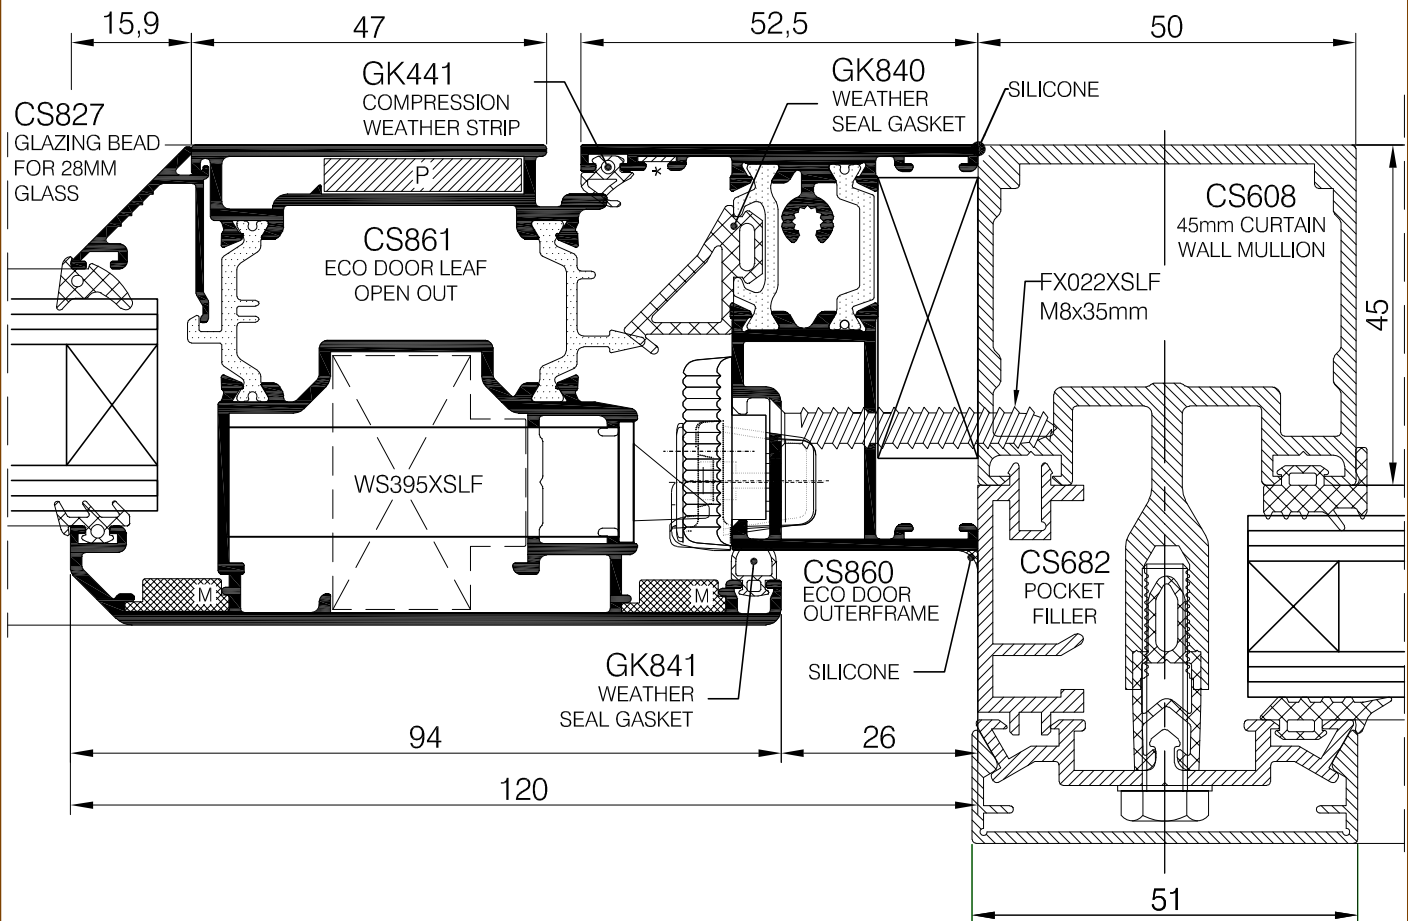 15,9
47
52,5
50
GK441
COMPRESSION
WEATHER STRIP
GK840
WEATHER
SEAL GASKET
SILICONE
CS827
GLAZING BEAD
FOR 28MM
GLASS
P
*
CS608
45mm CURTAIN
WALL MULLION
CS861
ECO DOOR LEAF
OPEN OUT
FX022XSLF
M8x35mm
45
WS395XSLF
CS682
POCKET
FILLER
CS860
ECO DOOR
OUTERFRAME
M
M
GK841
WEATHER
SEAL GASKET
SILICONE
94
26
120
51